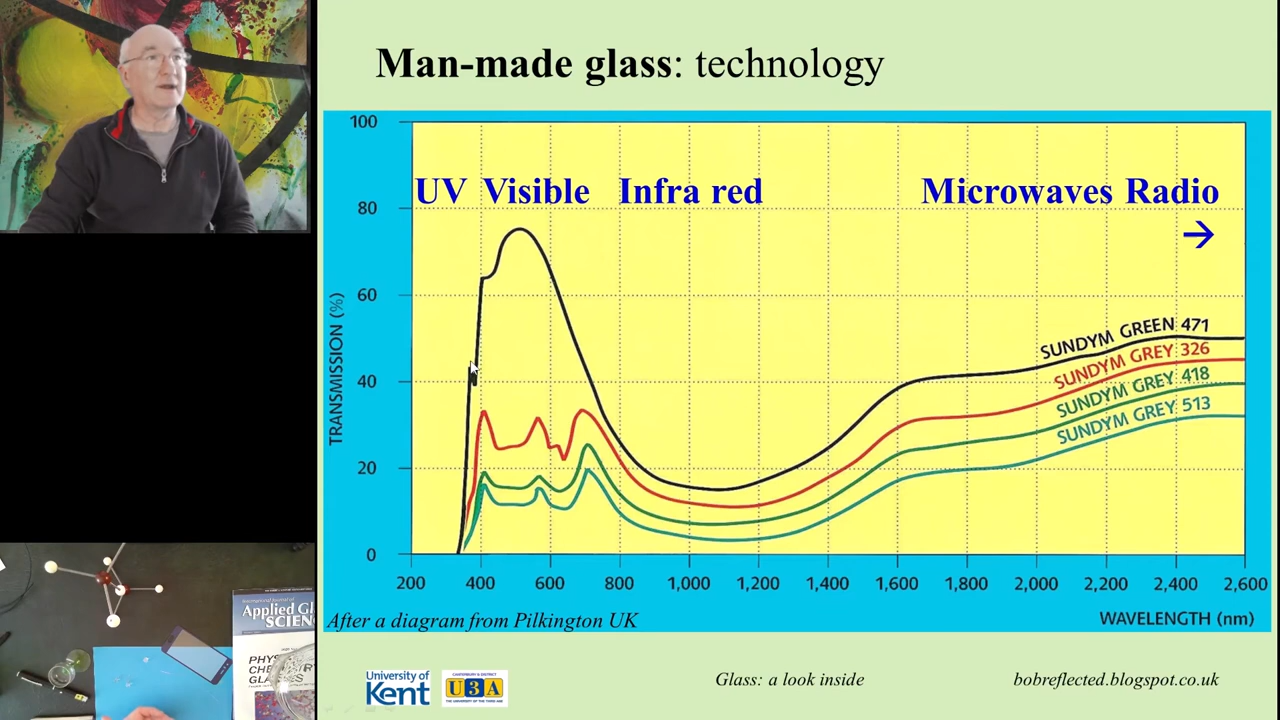 Man-made glass: technology
UV Visible Infra red Microwaves Radio
→
100
80
60
40
20
0
TRANSMISSION (%)
SUNDYM GREEN 471
SUNDYM GREY 326
SUNDYM GREY 418
SUNDYM GREY 513
200 400 600 800 1,000 1,200 1,400 1,600 1,800 2,000 2,200 2,400 2,600
WAVELENGTH (nm)
After a diagram from Pilkington UK
University of
Kent
U3A
Glass: a look inside
bobreflected.blogspot.co.uk
Applied Gl
SCIEN